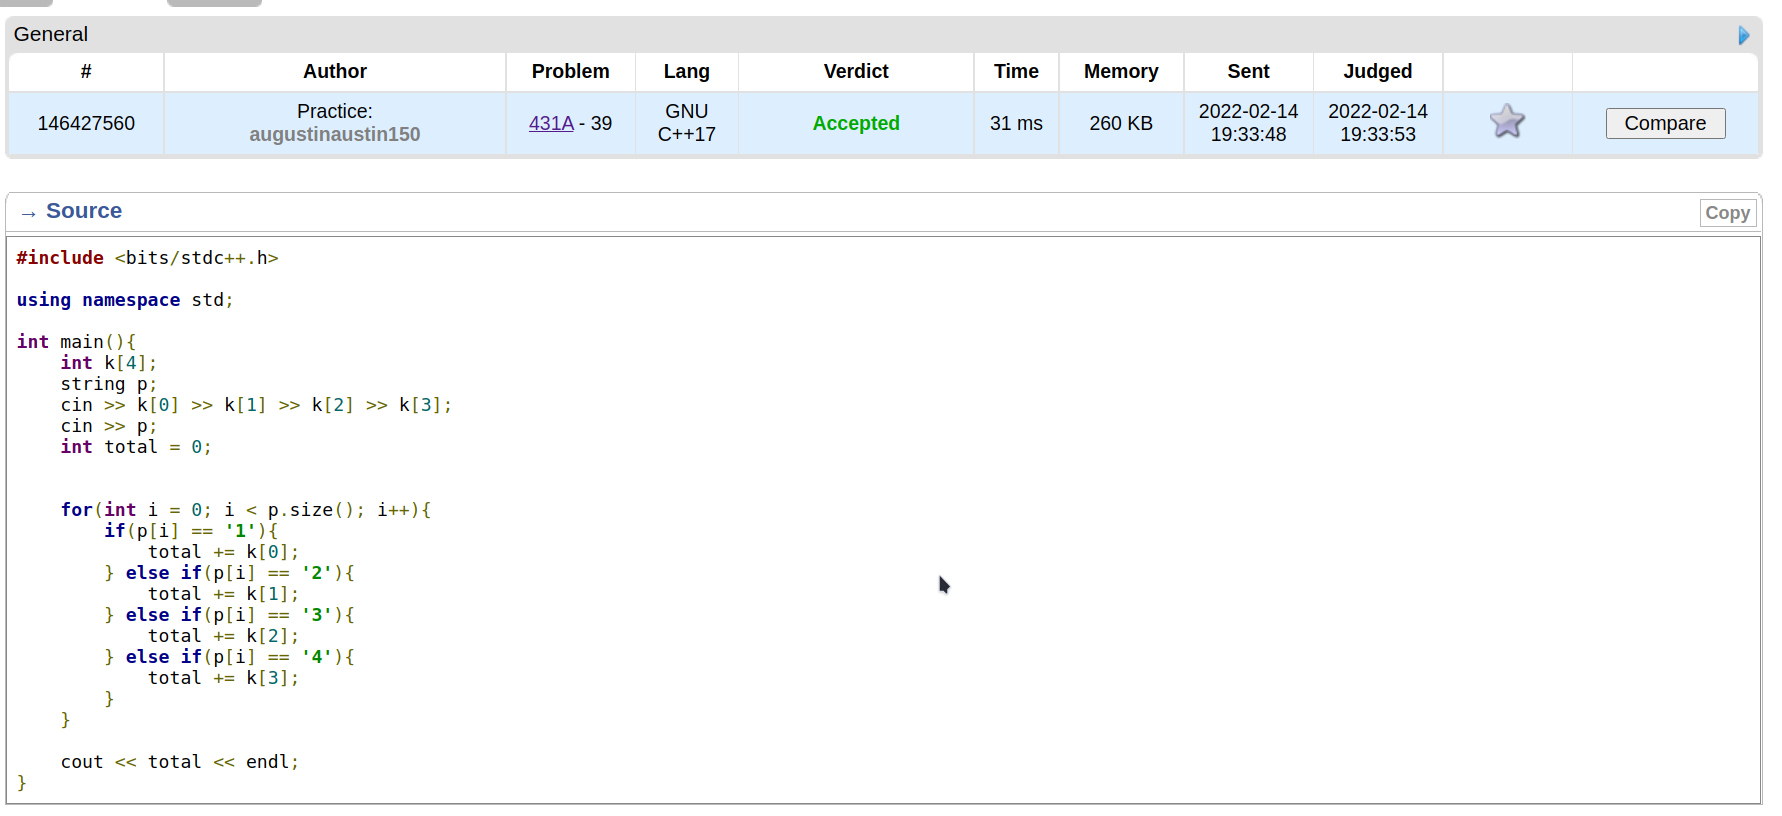 General
# Author Problem Lang Verdict Time Memory Sent Judged
146427560 Practice: augustinaustin150 431A - 39 GNU C++17 Accepted 31 ms 260 KB 2022-02-14 19:33:48 2022-02-14 19:33:53 Compare
→ Source
Copy
#include <bits/stdc++.h>

using namespace std;

int main(){
    int k[4];
    string p;
    cin >> k[0] >> k[1] >> k[2] >> k[3];
    cin >> p;
    int total = 0;


    for(int i = 0; i < p.size(); i++){
        if(p[i] == '1'){
            total += k[0];
        } else if(p[i] == '2'){
            total += k[1];
        } else if(p[i] == '3'){
            total += k[2];
        } else if(p[i] == '4'){
            total += k[3];
        }
    }

    cout << total << endl;
}